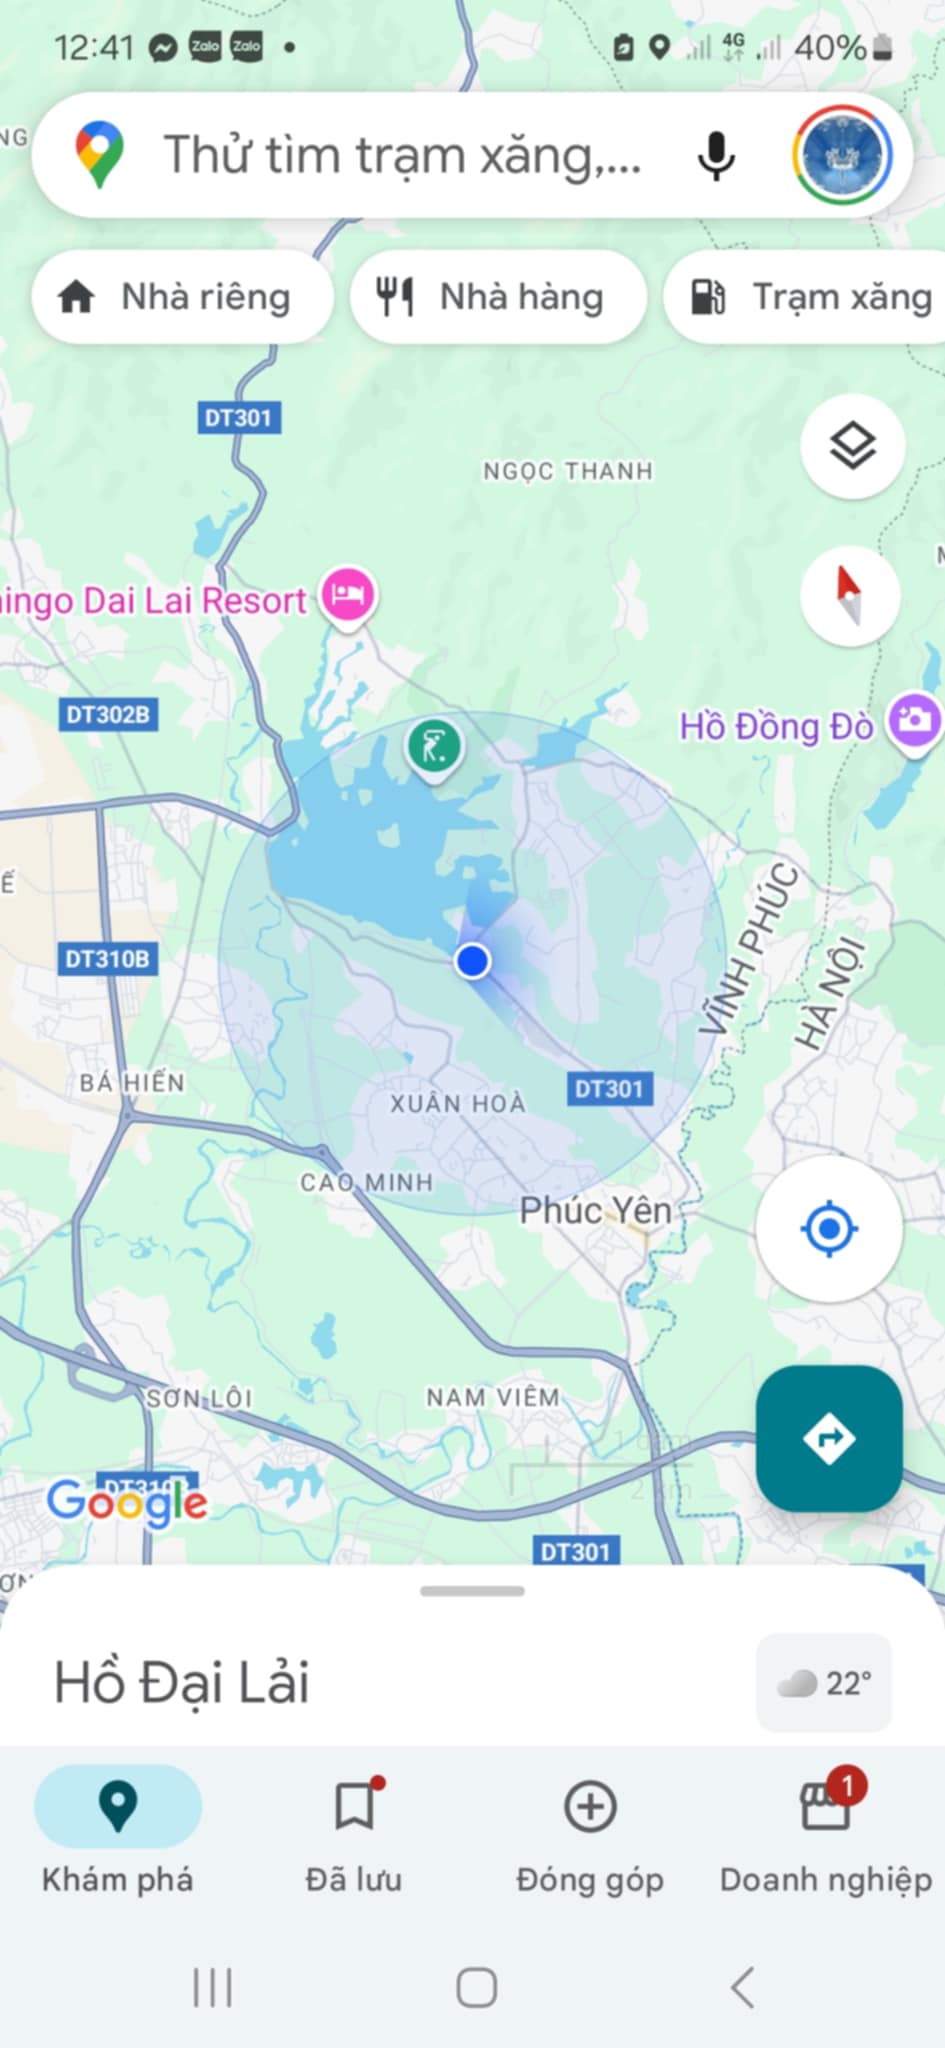 12:41 Zalo Zalo 4G 40%
Thử tìm trạm xăng,...
Nhà riêng Nhà hàng Trạm xăng
DT301
NGỌC THANH
ingo Dai Lai Resort
DT302B
Hồ Đồng Đò
VĨNH PHÚC
HÀ NỘI
DT310B
BÁ HIẾN
XUÂN HOÀ
DT301
CAO MINH
Phúc Yên
SƠN LÔI
NAM VIÊM
Google
DT301
Hồ Đại Lải
22°
1
Khám phá Đã lưu Đóng góp Doanh nghiệp